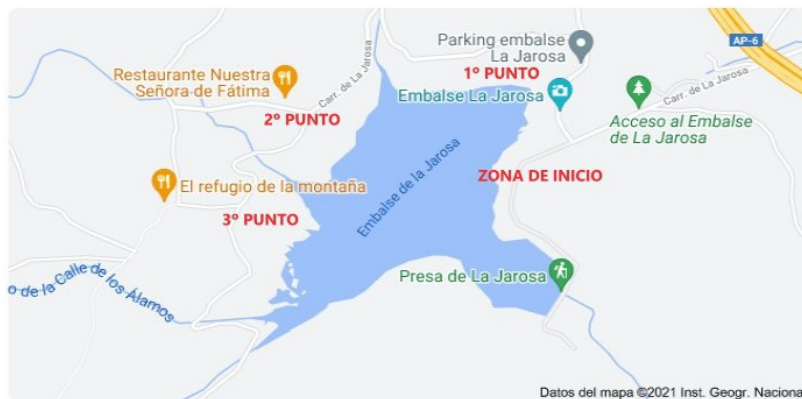 Parking embalse
La Jarosa
AP-6
1º PUNTO
Restaurante Nuestra
Señora de Fátima
Carr. de La Jarosa
Embalse La Jarosa
Carr. de La Jarosa
2º PUNTO
Acceso al Embalse
de La Jarosa
Embalse de la Jarosa
ZONA DE INICIO
El refugio de la montaña
3º PUNTO
o de la Calle de los Álamos
Presa de La Jarosa
Datos del mapa ©2021 Inst. Geogr. Naciona